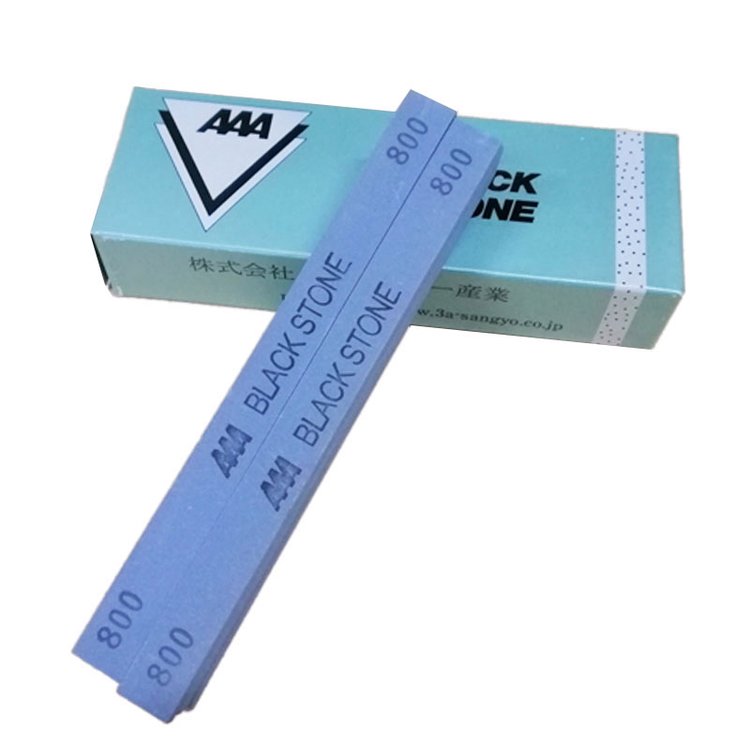 AAA
CK
ONE
株式会社
一産業
w.3a-sangyo.co.jp
800
800
AAA BLACK STONE
AAA BLACK STONE
800
800